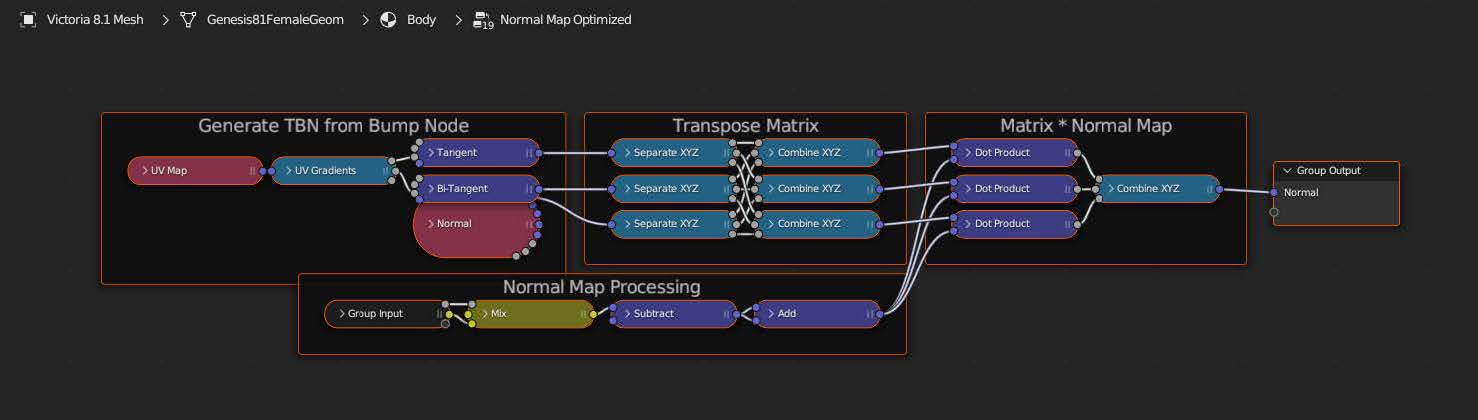 Victoria 8.1 Mesh > Genesis81FemaleGeom > Body > 19 Normal Map Optimized
Generate TBN from Bump Node
UV Map
UV Gradients
Tangent
Bi-Tangent
Normal
Transpose Matrix
Separate XYZ
Combine XYZ
Separate XYZ
Combine XYZ
Separate XYZ
Combine XYZ
Matrix * Normal Map
Dot Product
Dot Product
Dot Product
Combine XYZ
Group Output
Normal
Normal Map Processing
Group Input
Mix
Subtract
Add